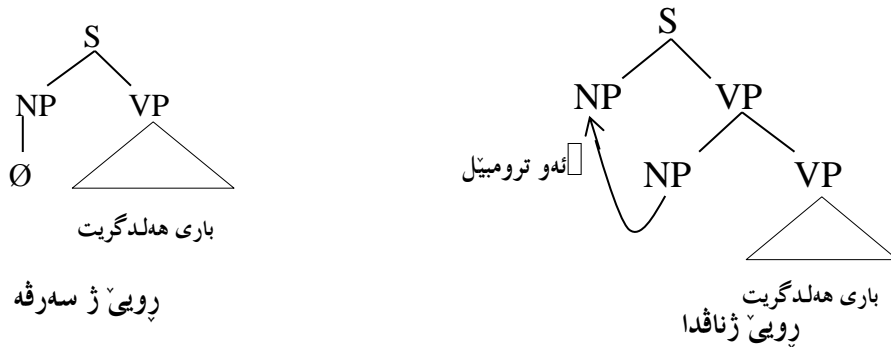 S
NP VP
Ø
باری هەلدگریت
ڕویێ ژ سەرڤە
S
NP VP
ئەو ترومبێل
NP VP
باری هەلدگریت
ڕویێ ژناڤدا